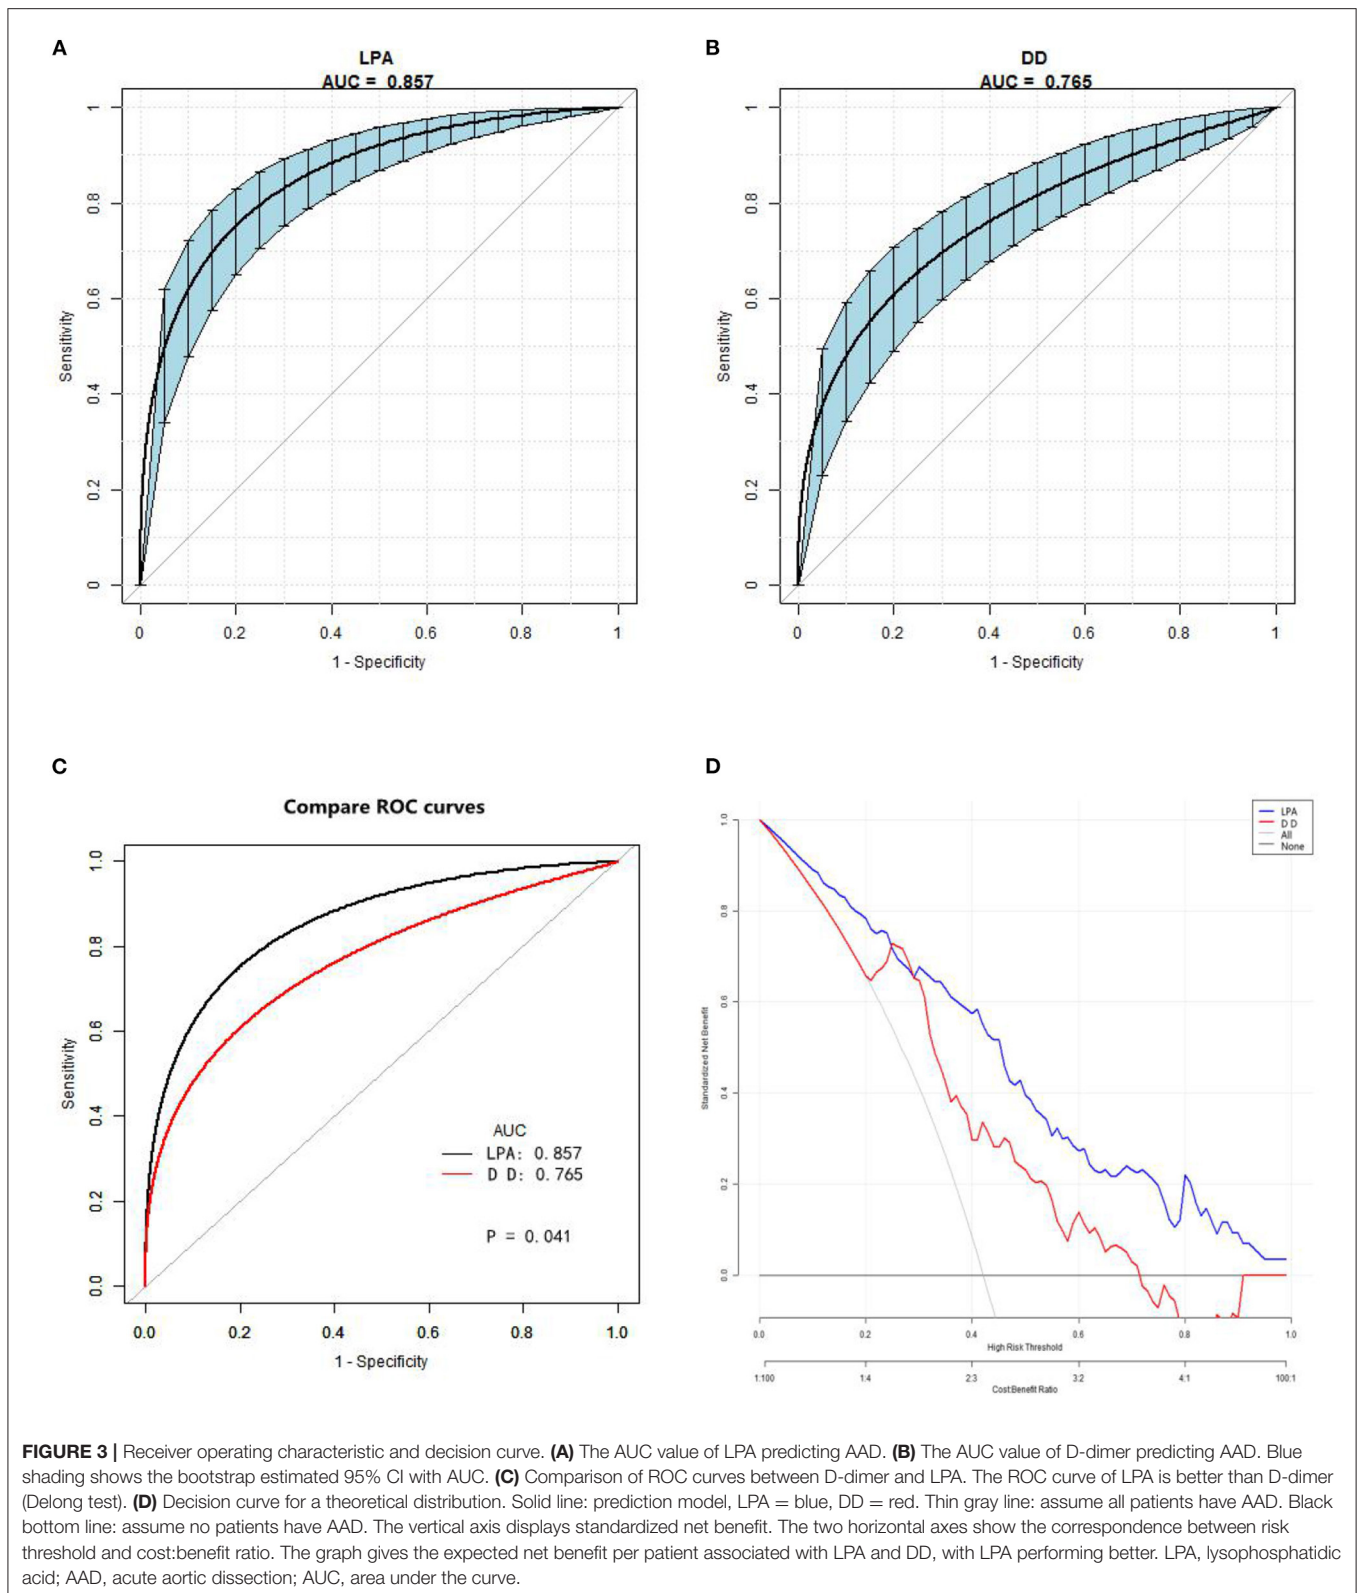 A
LPA
AUC = 0.857
1
0.8
0.6
0.4
0.2
0
Sensitivity
0 0.2 0.4 0.6 0.8 1
1 - Specificity
B
DD
AUC = 0.765
1
0.8
0.6
0.4
0.2
0
Sensitivity
0 0.2 0.4 0.6 0.8 1
1 - Specificity
C
Compare ROC curves
1.0
0.8
0.6
0.4
0.2
0.0
Sensitivity
AUC
LPA: 0.857
D D: 0.765
P = 0.041
0.0 0.2 0.4 0.6 0.8 1.0
1 - Specificity
D
LPA
D D
All
None
1.0
0.8
0.6
0.4
0.2
0.0
Standardized Net Benefit
0.0 0.2 0.4 0.6 0.8 1.0
High Risk Threshold
1:100 1:4 2:3 3:2 4:1 100:1
Cost:Benefit Ratio
FIGURE 3 | Receiver operating characteristic and decision curve. (A) The AUC value of LPA predicting AAD. (B) The AUC value of D-dimer predicting AAD. Blue
shading shows the bootstrap estimated 95% CI with AUC. (C) Comparison of ROC curves between D-dimer and LPA. The ROC curve of LPA is better than D-dimer
(Delong test). (D) Decision curve for a theoretical distribution. Solid line: prediction model, LPA = blue, DD = red. Thin gray line: assume all patients have AAD. Black
bottom line: assume no patients have AAD. The vertical axis displays standardized net benefit. The two horizontal axes show the correspondence between risk
threshold and cost:benefit ratio. The graph gives the expected net benefit per patient associated with LPA and DD, with LPA performing better. LPA, lysophosphatidic
acid; AAD, acute aortic dissection; AUC, area under the curve.